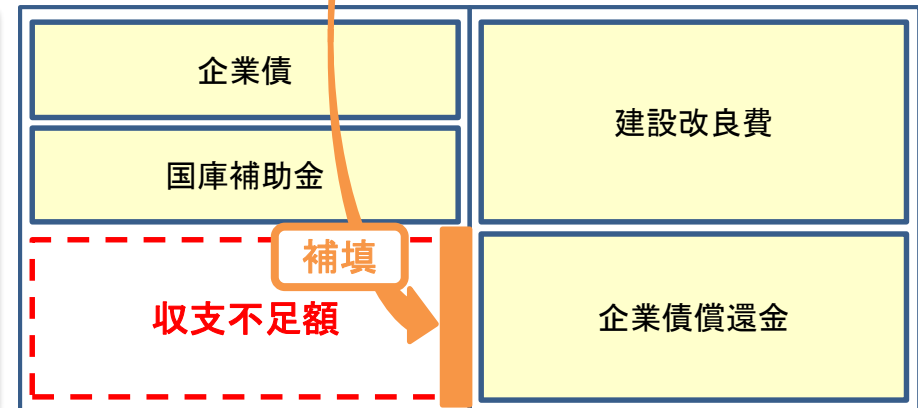 企業債
国庫補助金
補填
収支不足額
建設改良費
企業債償還金